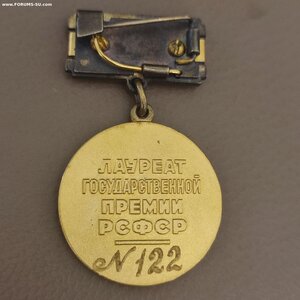 www.FORUMS-SU.com
ЛАУРЕАТ
ГОСУДАРСТВЕННОЙ
ПРЕМИИ
РСФСР
№122